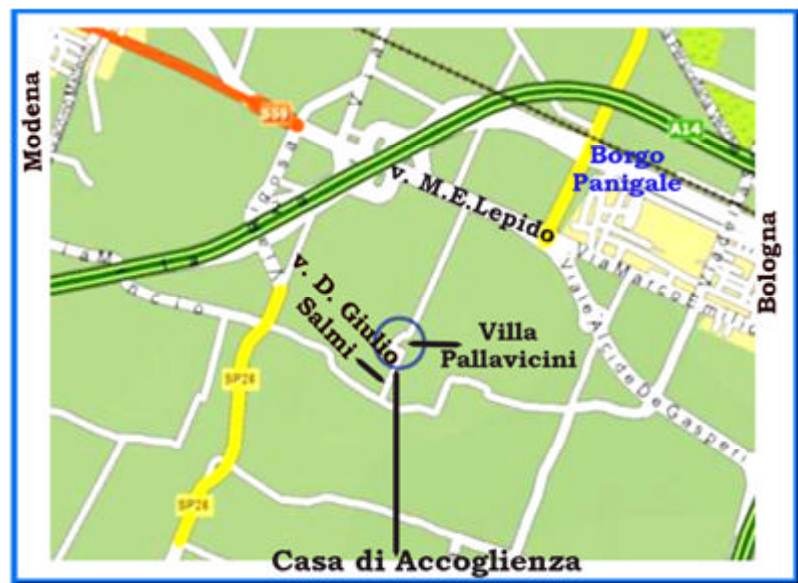 Modena
S S9
A14
Borgo
Panigale
v. M.E.Lepido
Bologna
Via Marco Emilio
v. D. Giulio
Salmi
Villa
Pallavicini
Viale Alcide De Gasperi
SP26
SP26
Casa di Accoglienza